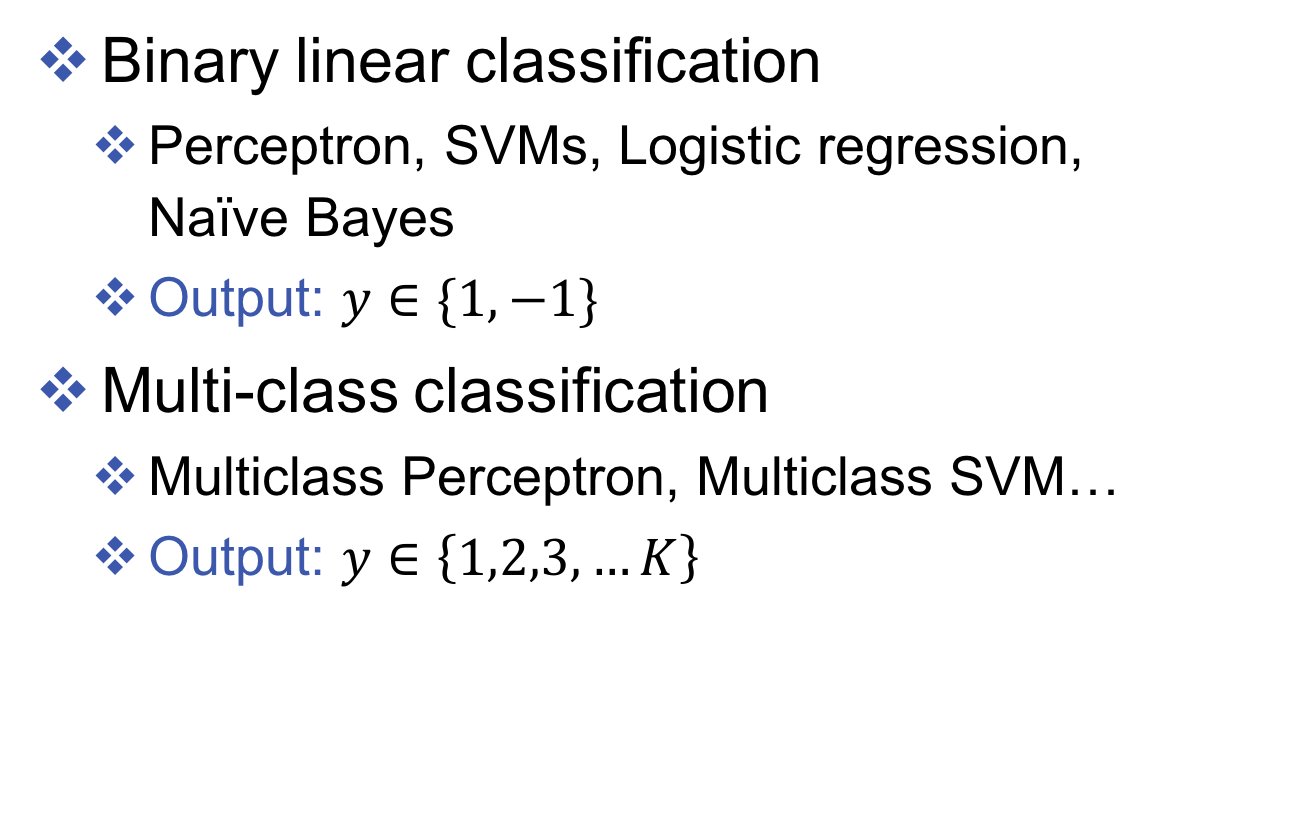 ❖ Binary linear classification
❖ Perceptron, SVMs, Logistic regression,
Naïve Bayes
❖ Output: 𝑦 ∈ {1, −1}
❖ Multi-class classification
❖ Multiclass Perceptron, Multiclass SVM…
❖ Output: 𝑦 ∈ {1,2,3, … 𝐾}